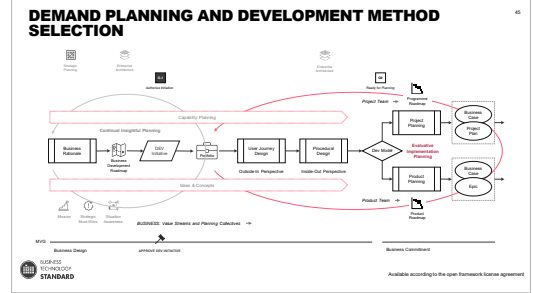 DEMAND PLANNING AND DEVELOPMENT METHOD
SELECTION
45
Strategic
Planning
Enterprise
Architecture
Enterprise
Architecture
Authorise Initiative
Ready for Planning
Project Team
Programme
Roadmap
Capability Planning
Continual Insightful Planning
Business
Rationale
Business
Development
Roadmap
DEV
Initiative
Portfolio
User Journey
Design
Procedural
Design
Dev Model
Project
Planning
Business
Case
Project
Plan
Evaluative
Implementation
Planning
Outside-In Perspective
Inside-Out Perspective
Product
Planning
Business
Case
Epic
Ideas & Concepts
Product Team
Product
Roadmap
Mission
Strategic
Must-Wins
Situation
Awareness
BUSINESS: Value Streams and Planning Collectives
MVG
Business Design
APPROVE DEV INITIATIVE
Business Commitment
BUSINESS
TECHNOLOGY
STANDARD
Available according to the open framework license agreement